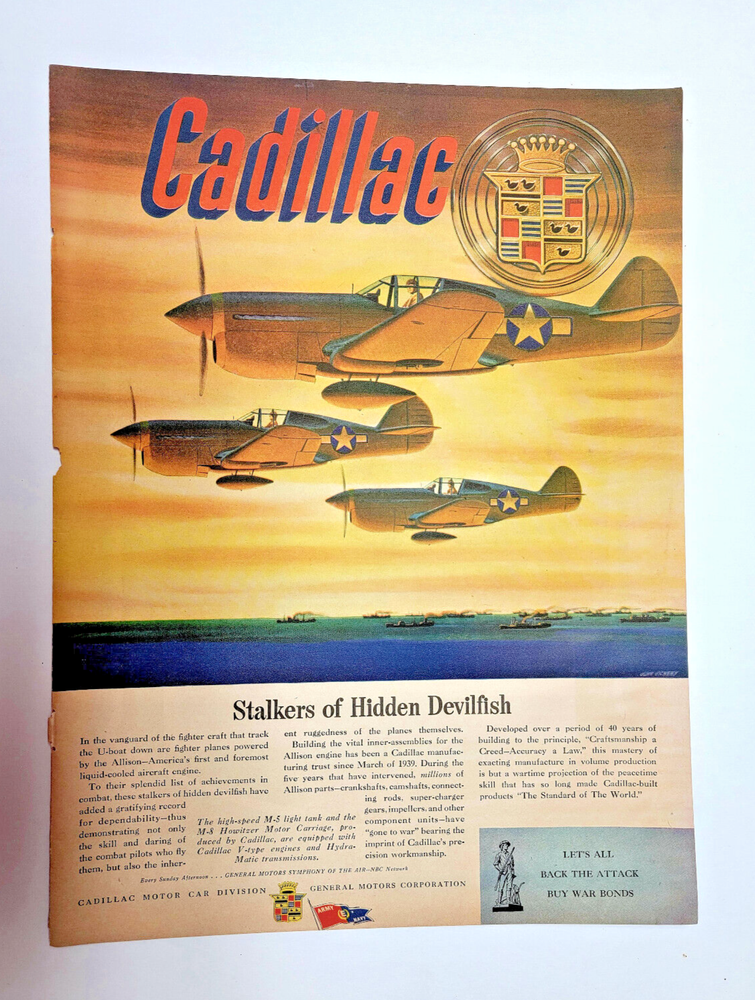 Cadillac
Stalkers of Hidden Devilfish
In the vanguard of the fighter craft that track
the U-boat down are fighter planes powered
by the Allison—America's first and foremost
liquid-cooled aircraft engine.
To their splendid list of achievements in
combat, these stalkers of hidden devilfish have
added a gratifying record
for dependability—thus
demonstrating not only
the skill and daring of
the combat pilots who fly
them, but also the inher-
The high-speed M-5 light tank and the
M-8 Howitzer Motor Carriage, pro-
duced by Cadillac, are equipped with
Cadillac V-type engines and Hydra-
Matic transmissions.
ent ruggedness of the planes themselves.
Building the vital inner-assemblies for the
Allison engine has been a Cadillac manufac-
turing trust since March of 1939. During the
five years that have intervened, millions of
Allison parts—crankshafts, camshafts, connect-
ing rods, super-charger
gears, impellers, and other
component units—have
"gone to war" bearing the
imprint of Cadillac's pre-
cision workmanship.
Developed over a period of 40 years of
building to the principle, "Craftsmanship a
Creed—Accuracy a Law," this mastery of
exacting manufacture in volume production
is but a wartime projection of the peacetime
skill that has so long made Cadillac-built
products "The Standard of The World."
Every Sunday Afternoon . . . GENERAL MOTORS SYMPHONY OF THE AIR—NBC Network
CADILLAC MOTOR CAR DIVISION GENERAL MOTORS CORPORATION
ARMY E NAVY
LET'S ALL
BACK THE ATTACK
BUY WAR BONDS